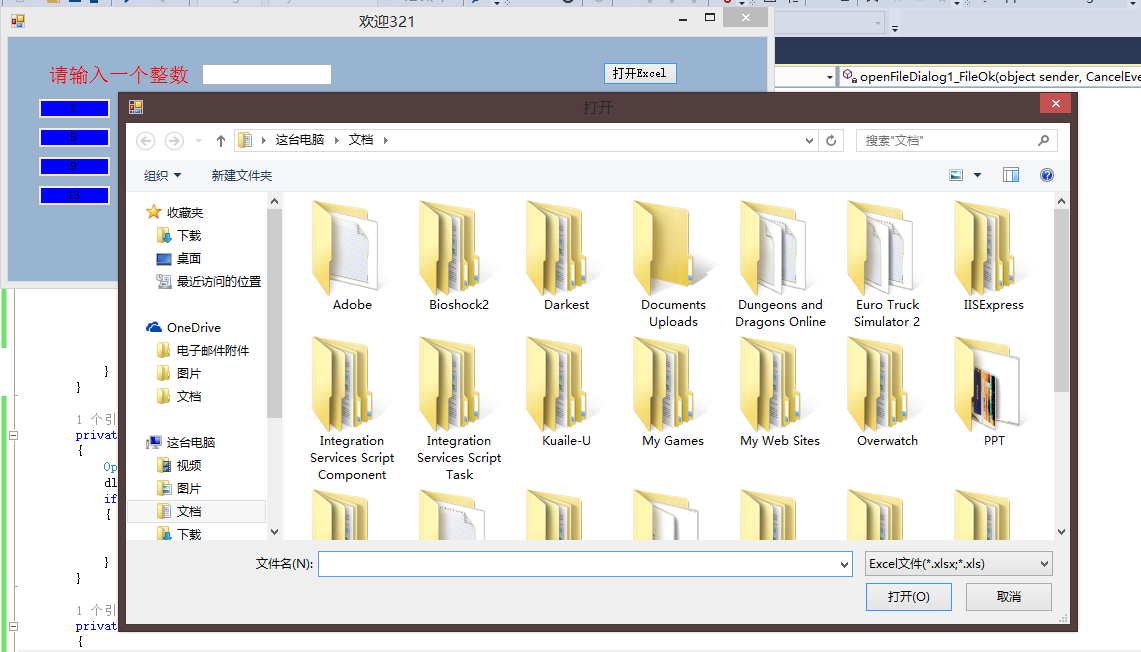 欢迎321
请输入一个整数
打开Excel
openFileDialog1_FileOk(object sender, CancelEve
5
9
13
打开
这台电脑
文档
搜索"文档"
组织
新建文件夹
收藏夹
下载
桌面
最近访问的位置
OneDrive
电子邮件附件
图片
文档
这台电脑
视频
图片
文档
下载
Adobe
Bioshock2
Darkest
Documents
Uploads
Dungeons and
Dragons Online
Euro Truck
Simulator 2
IISExpress
Integration
Services Script
Component
Integration
Services Script
Task
Kuaile-U
My Games
My Web Sites
Overwatch
PPT
}
}
1 个引
privat
{
Op
dl
if
{
}
}
1 个引
privat
{
文件名(N):
Excel文件(*.xlsx;*.xls)
打开(O)
取消